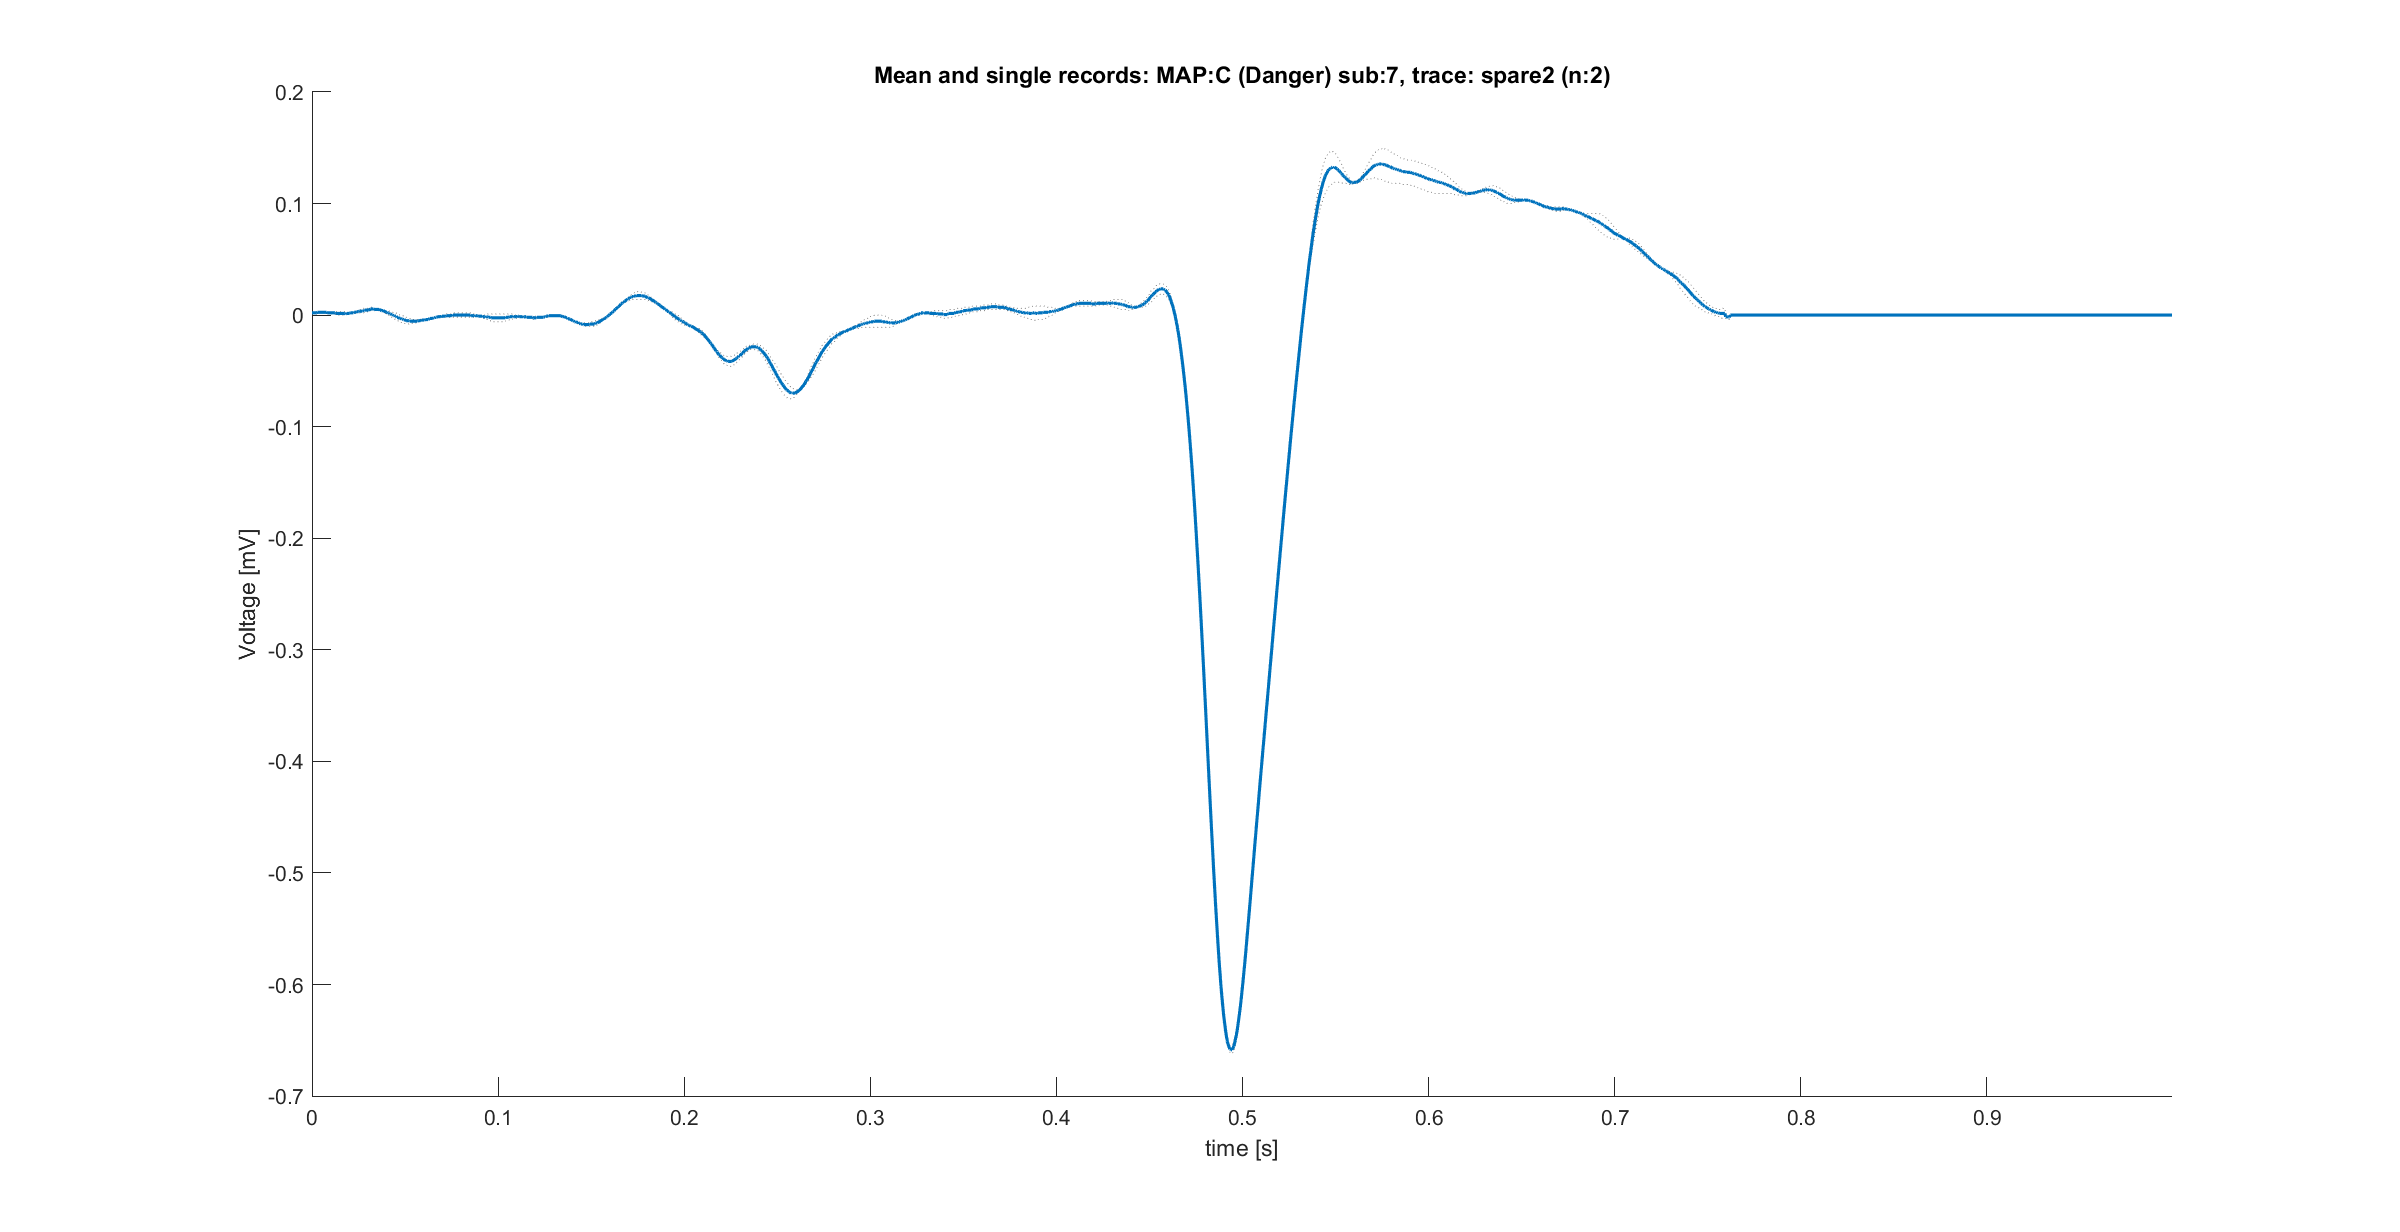 Mean and single records: MAP:C (Danger) sub:7, trace: spare2 (n:2)
0.2
0.1
0
-0.1
-0.2
-0.3
-0.4
-0.5
-0.6
-0.7
Voltage [mV]
0 0.1 0.2 0.3 0.4 0.5 0.6 0.7 0.8 0.9
time [s]